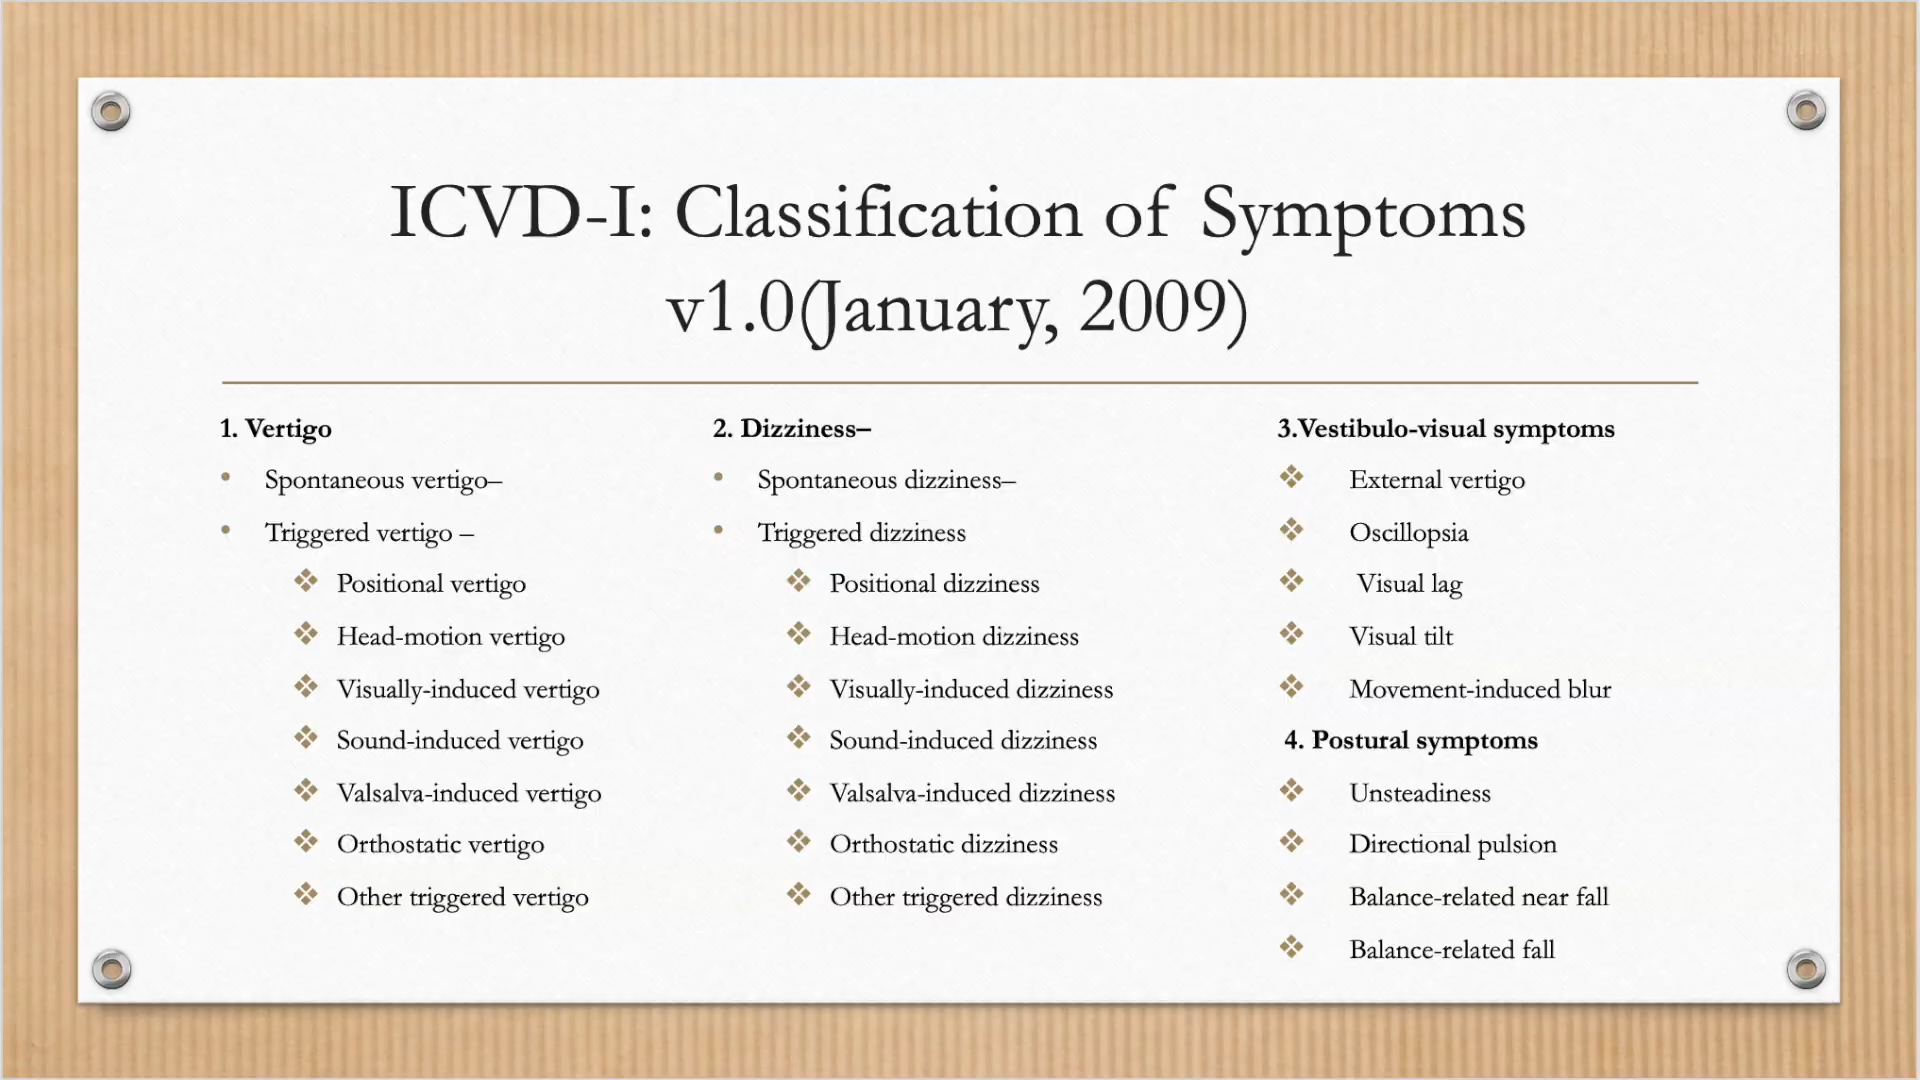 ICVD-I: Classification of Symptoms
v1.0(January, 2009)
1. Vertigo
Spontaneous vertigo–
Triggered vertigo –
Positional vertigo
Head-motion vertigo
Visually-induced vertigo
Sound-induced vertigo
Valsalva-induced vertigo
Orthostatic vertigo
Other triggered vertigo
2. Dizziness–
Spontaneous dizziness–
Triggered dizziness
Positional dizziness
Head-motion dizziness
Visually-induced dizziness
Sound-induced dizziness
Valsalva-induced dizziness
Orthostatic dizziness
Other triggered dizziness
3.Vestibulo-visual symptoms
External vertigo
Oscillopsia
Visual lag
Visual tilt
Movement-induced blur
4. Postural symptoms
Unsteadiness
Directional pulsion
Balance-related near fall
Balance-related fall